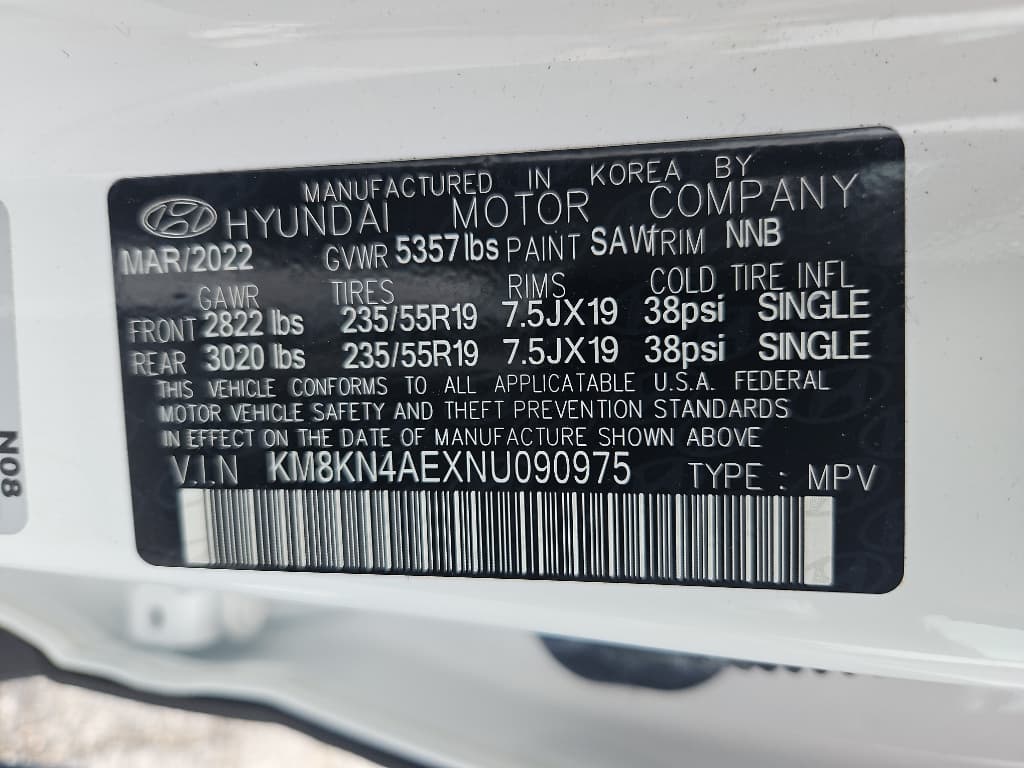 MANUFACTURED IN KOREA BY
HYUNDAI MOTOR COMPANY
MAR/2022 GVWR 5357lbs PAINT SAW TRIM NNB
GAWR TIRES RIMS COLD TIRE INFL
FRONT 2822 lbs 235/55R19 7.5JX19 38psi SINGLE
REAR 3020 lbs 235/55R19 7.5JX19 38psi SINGLE
THIS VEHICLE CONFORMS TO ALL APPLICATABLE U.S.A. FEDERAL
MOTOR VEHICLE SAFETY AND THEFT PREVENTION STANDARDS
IN EFFECT ON THE DATE OF MANUFACTURE SHOWN ABOVE
V.I.N KM8KN4AEXNU090975 TYPE : MPV
N08